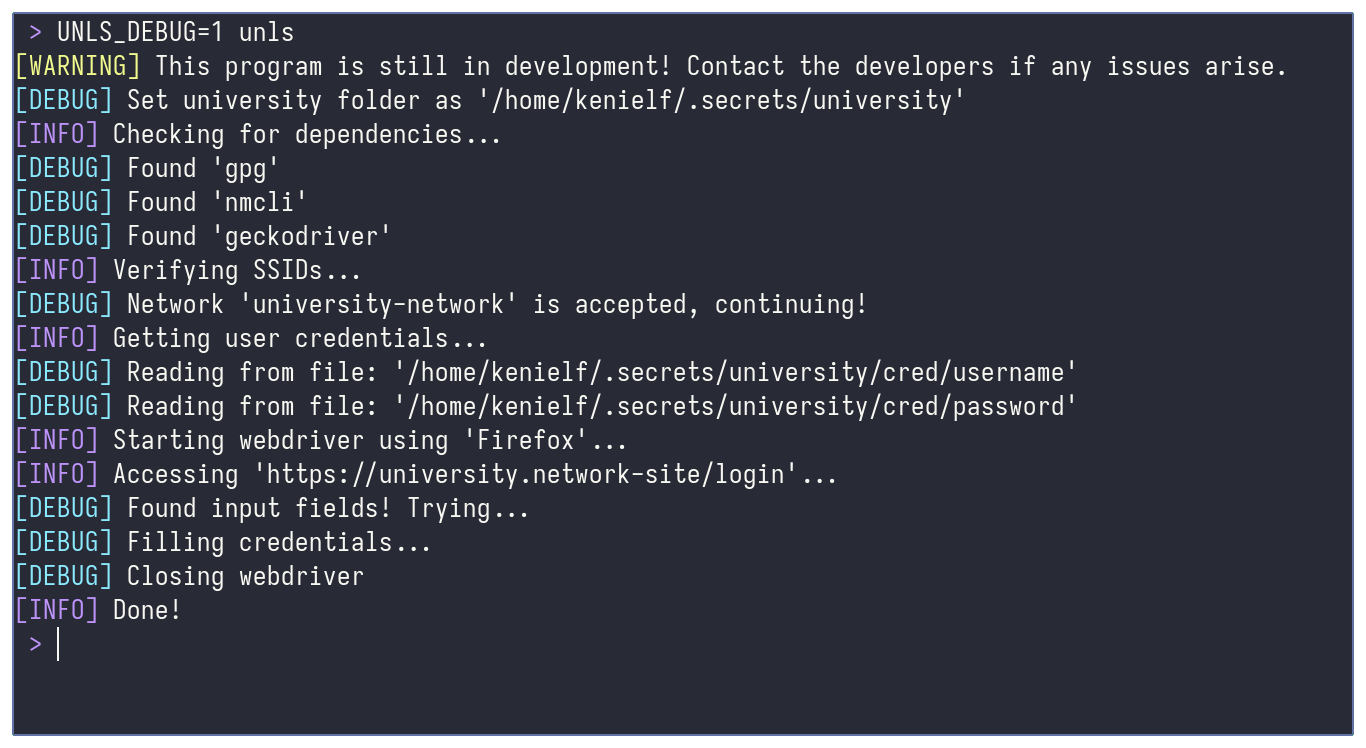 > UNLS_DEBUG=1 unls
[WARNING] This program is still in development! Contact the developers if any issues arise.
[DEBUG] Set university folder as '/home/kenielf/.secrets/university'
[INFO] Checking for dependencies...
[DEBUG] Found 'gpg'
[DEBUG] Found 'nmcli'
[DEBUG] Found 'geckodriver'
[INFO] Verifying SSIDs...
[DEBUG] Network 'university-network' is accepted, continuing!
[INFO] Getting user credentials...
[DEBUG] Reading from file: '/home/kenielf/.secrets/university/cred/username'
[DEBUG] Reading from file: '/home/kenielf/.secrets/university/cred/password'
[INFO] Starting webdriver using 'Firefox'...
[INFO] Accessing 'https://university.network-site/login'...
[DEBUG] Found input fields! Trying...
[DEBUG] Filling credentials...
[DEBUG] Closing webdriver
[INFO] Done!
>